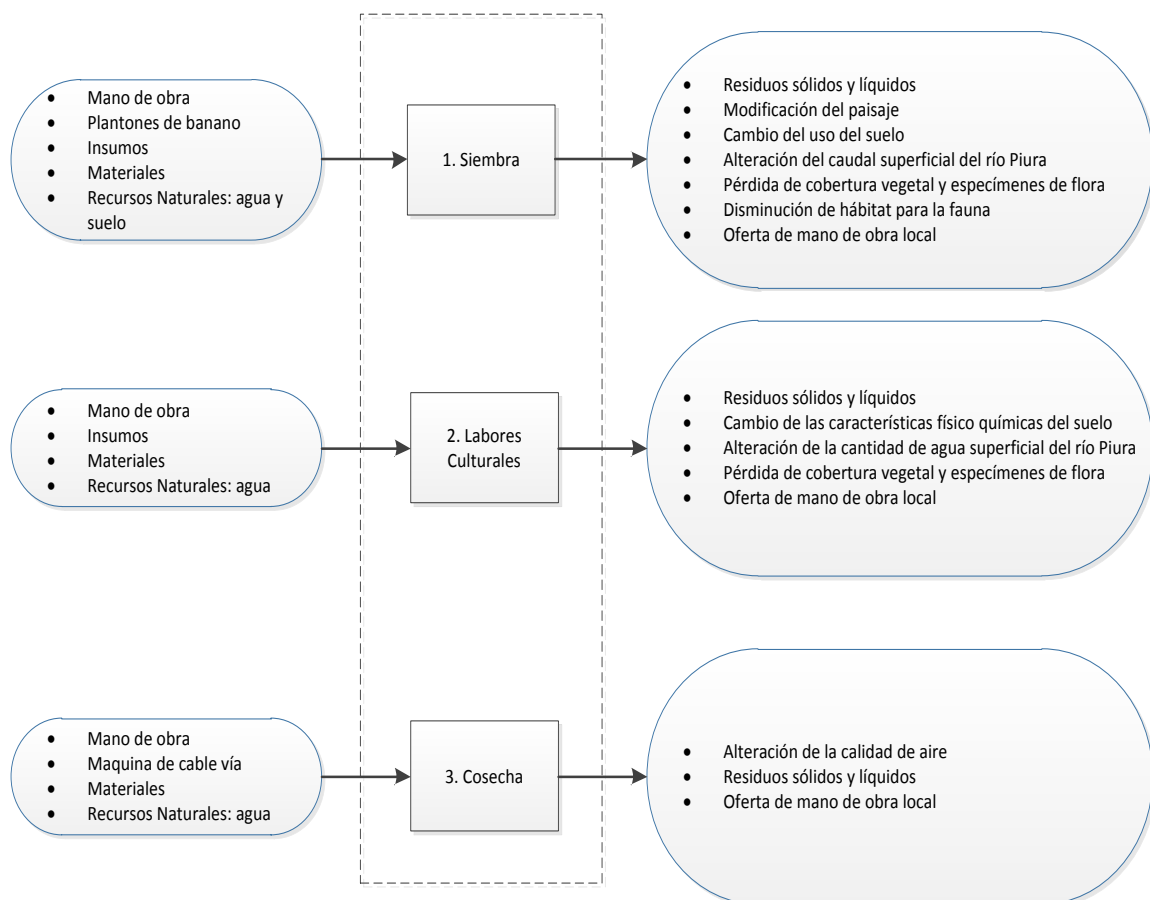 • Mano de obra
• Plantones de banano
• Insumos
• Materiales
• Recursos Naturales: agua y
suelo
1. Siembra
• Residuos sólidos y líquidos
• Modificación del paisaje
• Cambio del uso del suelo
• Alteración del caudal superficial del río Piura
• Pérdida de cobertura vegetal y especímenes de flora
• Disminución de hábitat para la fauna
• Oferta de mano de obra local
• Mano de obra
• Insumos
• Materiales
• Recursos Naturales: agua
2. Labores
Culturales
• Residuos sólidos y líquidos
• Cambio de las características físico químicas del suelo
• Alteración de la cantidad de agua superficial del río Piura
• Pérdida de cobertura vegetal y especímenes de flora
• Oferta de mano de obra local
• Mano de obra
• Maquina de cable vía
• Materiales
• Recursos Naturales: agua
3. Cosecha
• Alteración de la calidad de aire
• Residuos sólidos y líquidos
• Oferta de mano de obra local